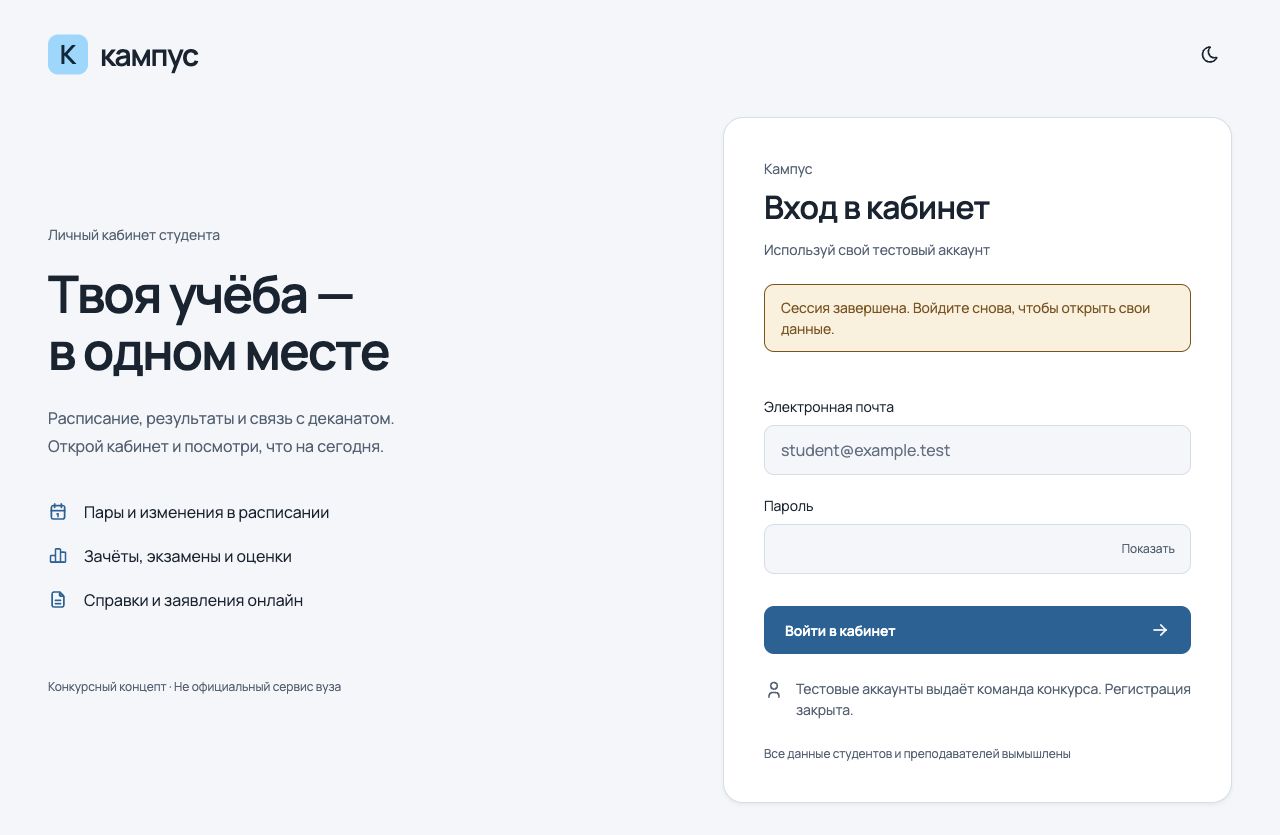 К кампус
Личный кабинет студента
Твоя учёба —
в одном месте
Расписание, результаты и связь с деканатом.
Открой кабинет и посмотри, что на сегодня.
Пары и изменения в расписании
Зачёты, экзамены и оценки
Справки и заявления онлайн
Конкурсный концепт · Не официальный сервис вуза
Кампус
Вход в кабинет
Используй свой тестовый аккаунт
Сессия завершена. Войдите снова, чтобы открыть свои
данные.
Электронная почта
student@example.test
Пароль
Показать
Войти в кабинет
Тестовые аккаунты выдаёт команда конкурса. Регистрация
закрыта.
Все данные студентов и преподавателей вымышлены